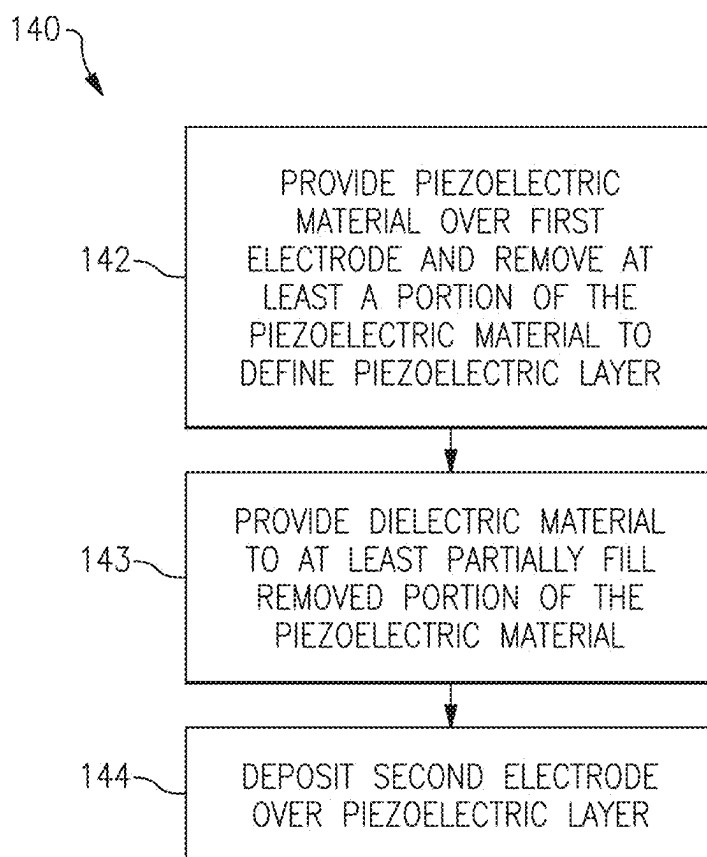 140
142
PROVIDE PIEZOELECTRIC
MATERIAL OVER FIRST
ELECTRODE AND REMOVE AT
LEAST A PORTION OF THE
PIEZOELECTRIC MATERIAL TO
DEFINE PIEZOELECTRIC LAYER
143
PROVIDE DIELECTRIC MATERIAL
TO AT LEAST PARTIALLY FILL
REMOVED PORTION OF THE
PIEZOELECTRIC MATERIAL
144
DEPOSIT SECOND ELECTRODE
OVER PIEZOELECTRIC LAYER